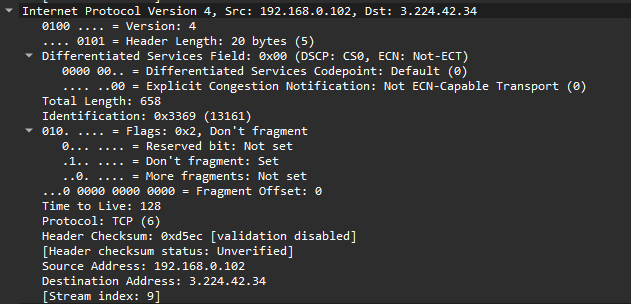 Internet Protocol Version 4, Src: 192.168.0.102, Dst: 3.224.42.34
0100 .... = Version: 4
.... 0101 = Header Length: 20 bytes (5)
Differentiated Services Field: 0x00 (DSCP: CS0, ECN: Not-ECT)
0000 00.. = Differentiated Services Codepoint: Default (0)
.... ..00 = Explicit Congestion Notification: Not ECN-Capable Transport (0)
Total Length: 658
Identification: 0x3369 (13161)
010. .... = Flags: 0x2, Don't fragment
0... .... = Reserved bit: Not set
.1.. .... = Don't fragment: Set
..0. .... = More fragments: Not set
...0 0000 0000 0000 = Fragment Offset: 0
Time to Live: 128
Protocol: TCP (6)
Header Checksum: 0xd5ec [validation disabled]
[Header checksum status: Unverified]
Source Address: 192.168.0.102
Destination Address: 3.224.42.34
[Stream index: 9]